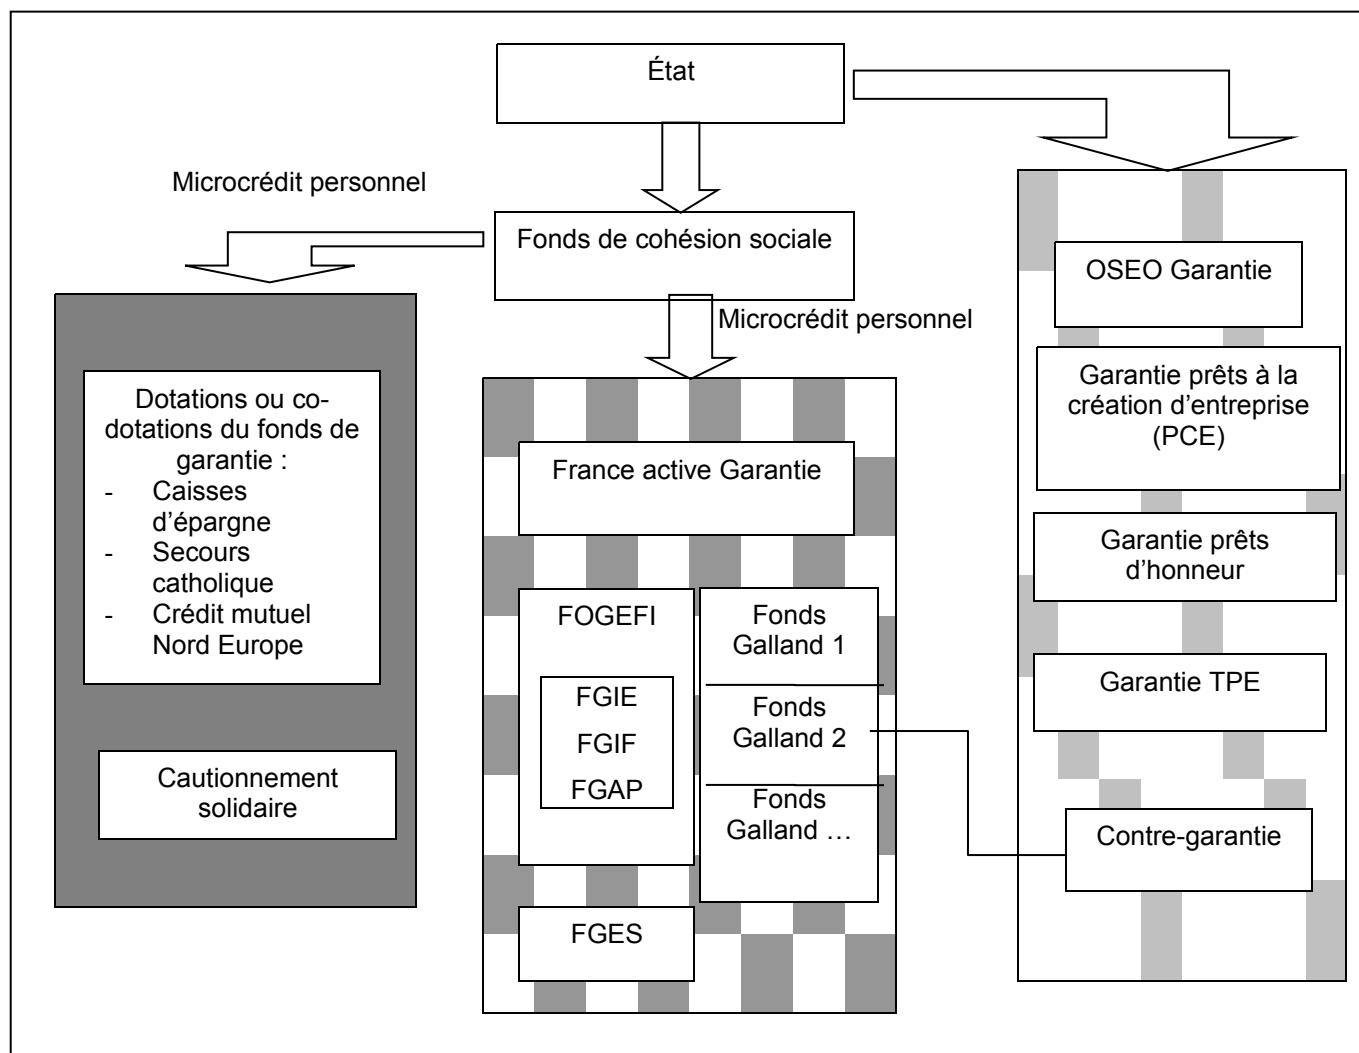 État
Microcrédit personnel
Fonds de cohésion sociale
Microcrédit personnel
Dotations ou co-
dotations du fonds de
garantie :
- Caisses
d’épargne
- Secours
catholique
- Crédit mutuel
Nord Europe
Cautionnement
solidaire
France active Garantie
FOGEFI
FGIE
FGIF
FGAP
Fonds
Galland 1
Fonds
Galland 2
Fonds
Galland …
FGES
OSEO Garantie
Garantie prêts à la
création d’entreprise
(PCE)
Garantie prêts
d’honneur
Garantie TPE
Contre-garantie